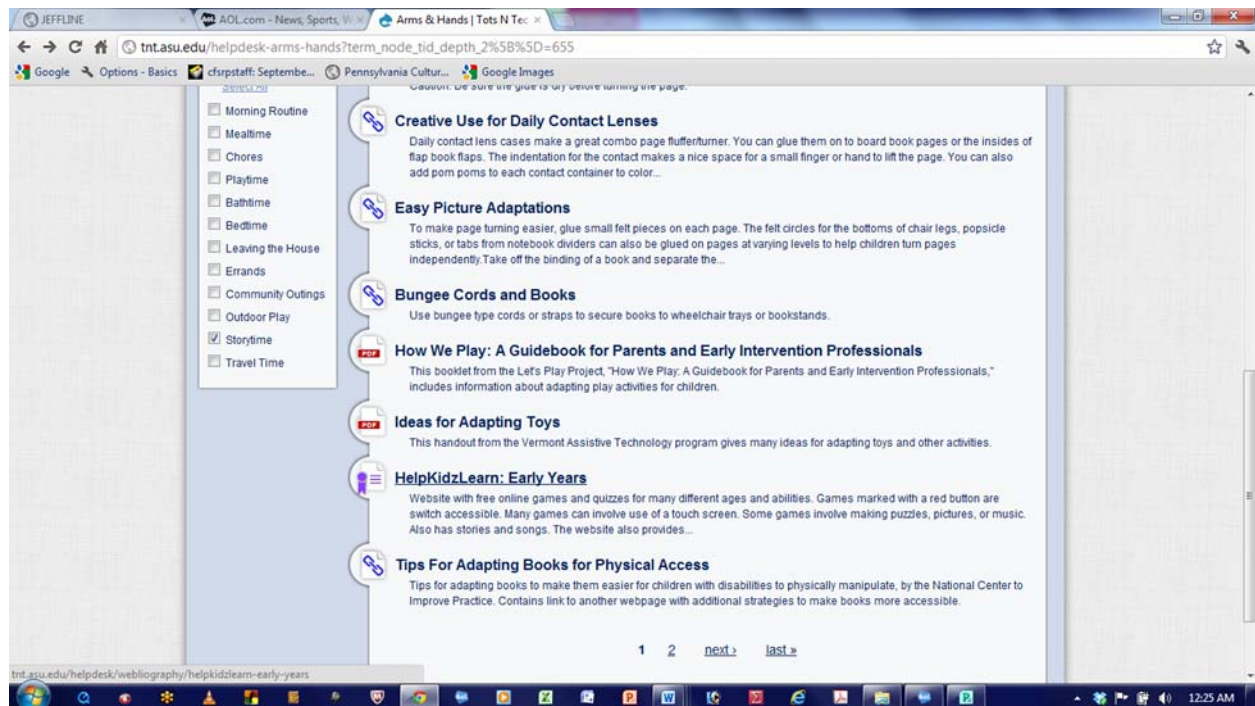 JEFFLINE
AOL.com - News, Sports, W
Arms & Hands | Tots N Tec
tnt.asu.edu/helpdesk-arms-hands?term_node_tid_depth_2%5B%5D=655
Google
Options - Basics
cfsrpstaff: Septembe...
Pennsylvania Cultur...
Google Images
Select All
Morning Routine
Mealtime
Chores
Playtime
Bathtime
Bedtime
Leaving the House
Errands
Community Outings
Outdoor Play
Storytime
Travel Time
Caution: Be sure the glue is dry before turning the page.
Creative Use for Daily Contact Lenses
Daily contact lens cases make a great combo page fluffer/turner. You can glue them on to board book pages or the insides of
flap book flaps. The indentation for the contact makes a nice space for a small finger or hand to lift the page. You can also
add pom poms to each contact container to color...
Easy Picture Adaptations
To make page turning easier, glue small felt pieces on each page. The felt circles for the bottoms of chair legs, popsicle
sticks, or tabs from notebook dividers can also be glued on pages at varying levels to help children turn pages
independently.Take off the binding of a book and separate the...
Bungee Cords and Books
Use bungee type cords or straps to secure books to wheelchair trays or bookstands.
PDF
How We Play: A Guidebook for Parents and Early Intervention Professionals
This booklet from the Let's Play Project, "How We Play: A Guidebook for Parents and Early Intervention Professionals,"
includes information about adapting play activities for children.
PDF
Ideas for Adapting Toys
This handout from the Vermont Assistive Technology program gives many ideas for adapting toys and other activities.
HelpKidzLearn: Early Years
Website with free online games and quizzes for many different ages and abilities. Games marked with a red button are
switch accessible. Many games can involve use of a touch screen. Some games involve making puzzles, pictures, or music.
Also has stories and songs. The website also provides...
Tips For Adapting Books for Physical Access
Tips for adapting books to make them easier for children with disabilities to physically manipulate, by the National Center to
Improve Practice. Contains link to another webpage with additional strategies to make books more accessible.
1 2 next › last »
tnt.asu.edu/helpdesk/webliography/helpkidzlearn-early-years
12:25 AM